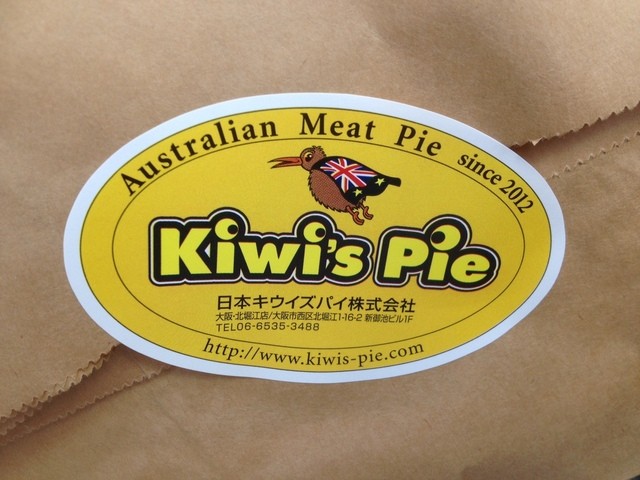 Australian Meat Pie since 2012
Kiwi's Pie
日本キウイズパイ株式会社
大阪・北堀江店/大阪市西区北堀江1-16-2 新御池ビル1F
TEL06-6535-3488
http://www.kiwis-pie.com